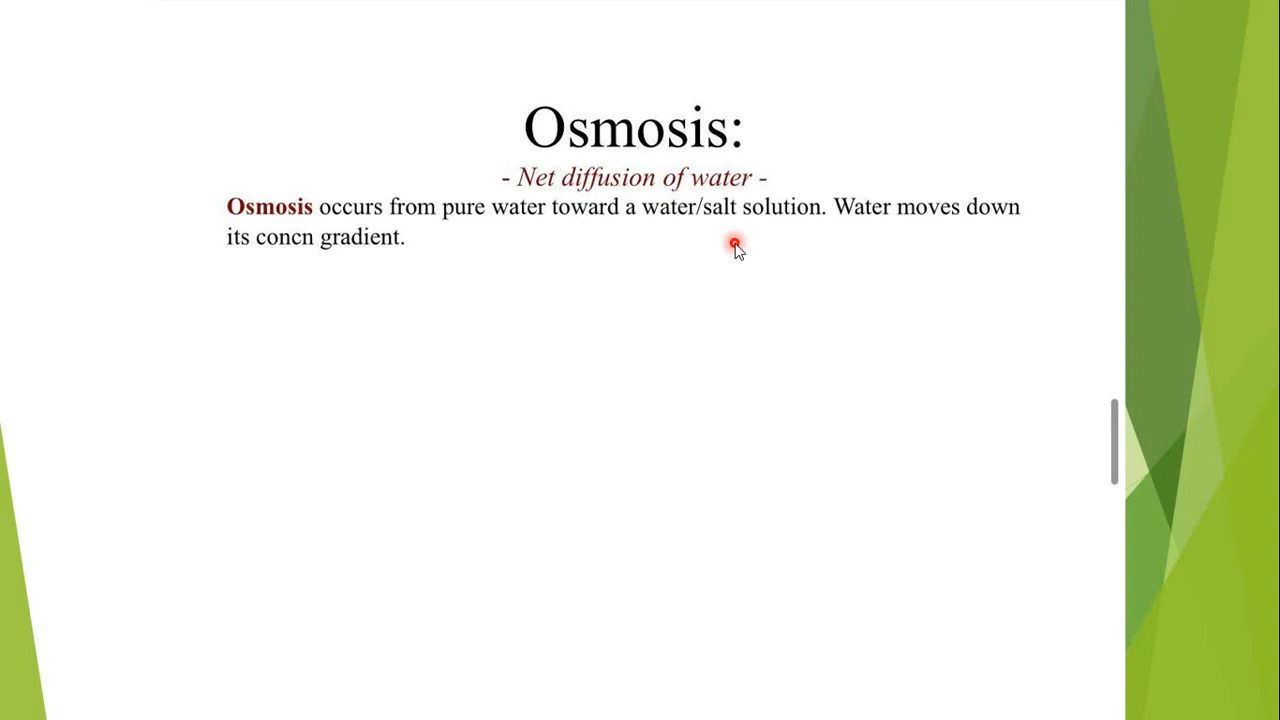 Osmosis:
- Net diffusion of water -
Osmosis occurs from pure water toward a water/salt solution. Water moves down
its concn gradient.